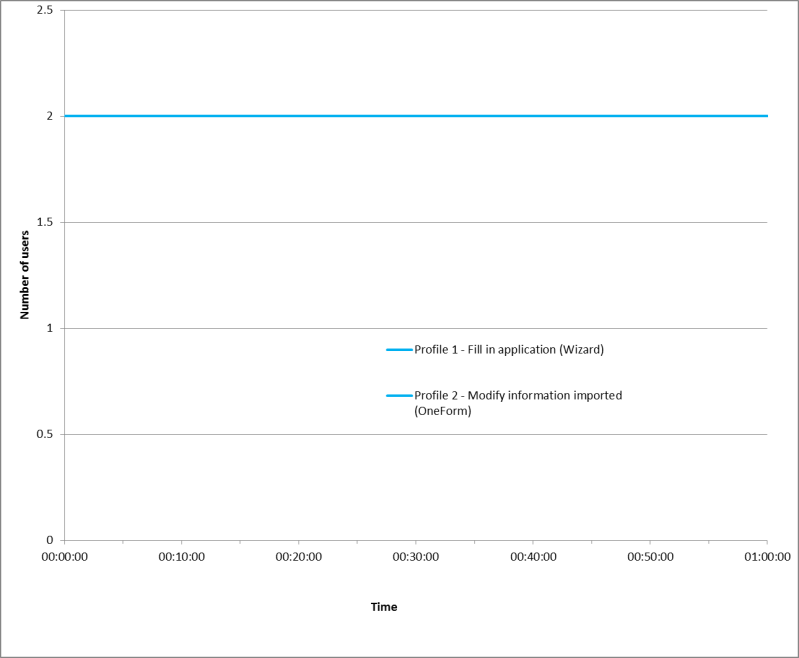 2.5
2
1.5
1
0.5
0
Number of users
Profile 1 - Fill in application (Wizard)
Profile 2 - Modify information imported
(OneForm)
00:00:00 00:10:00 00:20:00 00:30:00 00:40:00 00:50:00 01:00:00
Time